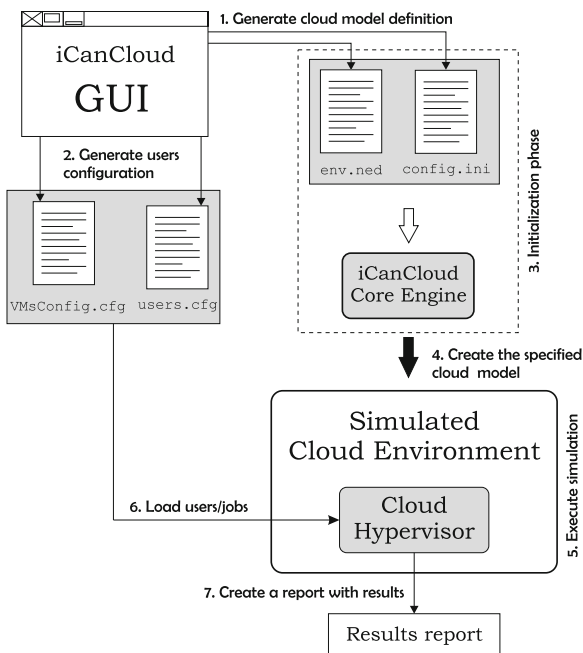 1. Generate cloud model definition
iCanCloud
GUI
2. Generate users
configuration
env.ned
config.ini
3. Initialization phase
VMsConfig.cfg
users.cfg
iCanCloud
Core Engine
4. Create the specified
cloud model
Simulated
Cloud Environment
5. Execute simulation
6. Load users/jobs
Cloud
Hypervisor
7. Create a report with results
Results report